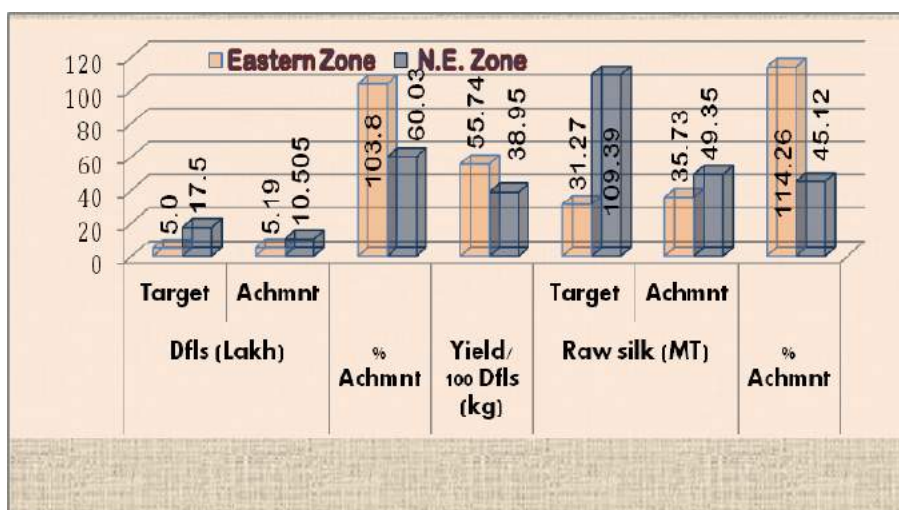 Eastern Zone N.E. Zone
120
100
80
60
40
20
0
5.0 17.5 5.19 10.505 103.8 60.03 55.74 38.95 31.27 109.39 35.73 49.35 114.26 45.12
Target Achmnt Target Achmnt
Dfls (Lakh) % Yield/ Raw silk (MT) %
Achmnt 100 Dfls Achmnt
(kg)